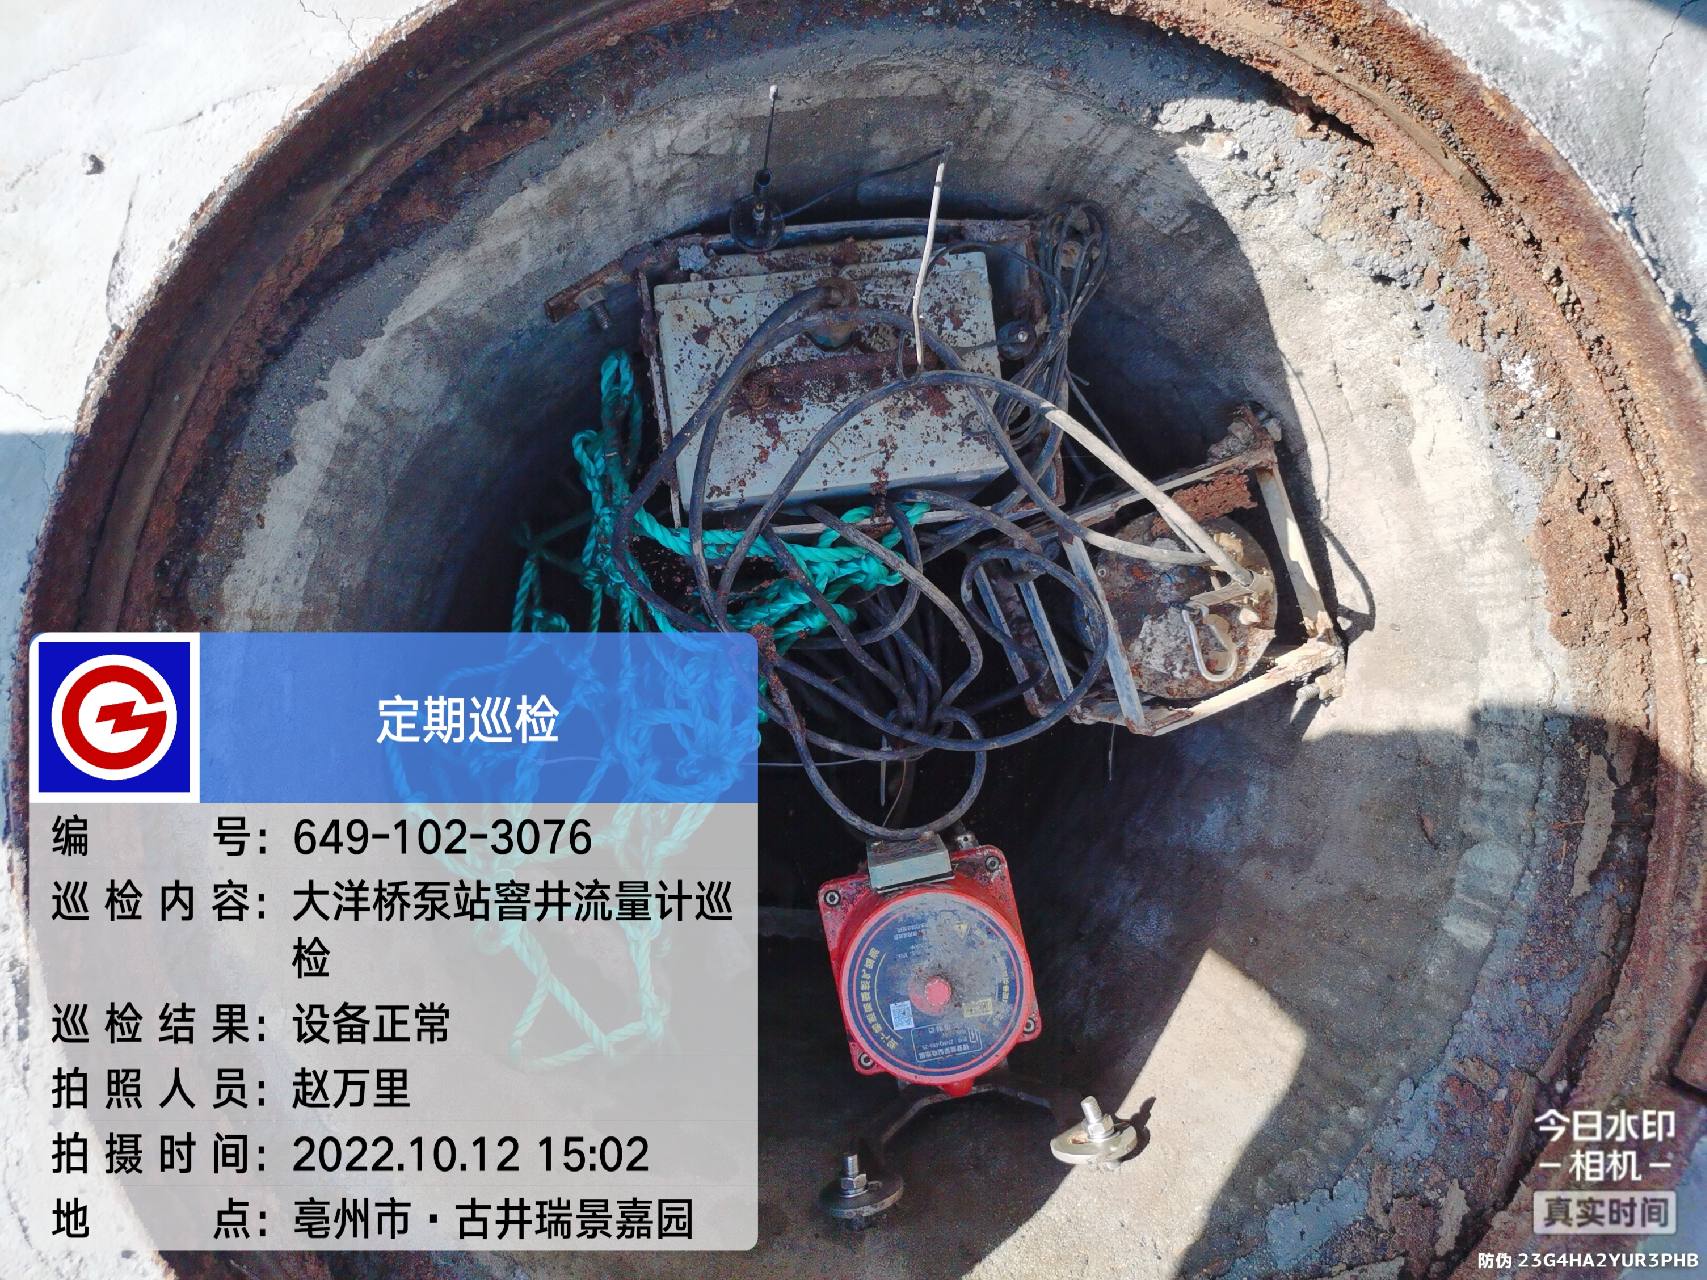 定期巡检
编号：649-102-3076
巡检内容：大洋桥泵站窨井流量计巡
检
巡检结果：设备正常
拍照人员：赵万里
拍摄时间：2022.10.12 15:02
地点：亳州市·古井瑞景嘉园
今日水印
-相机-
真实时间
防伪 23G4HA2YUR3PHB